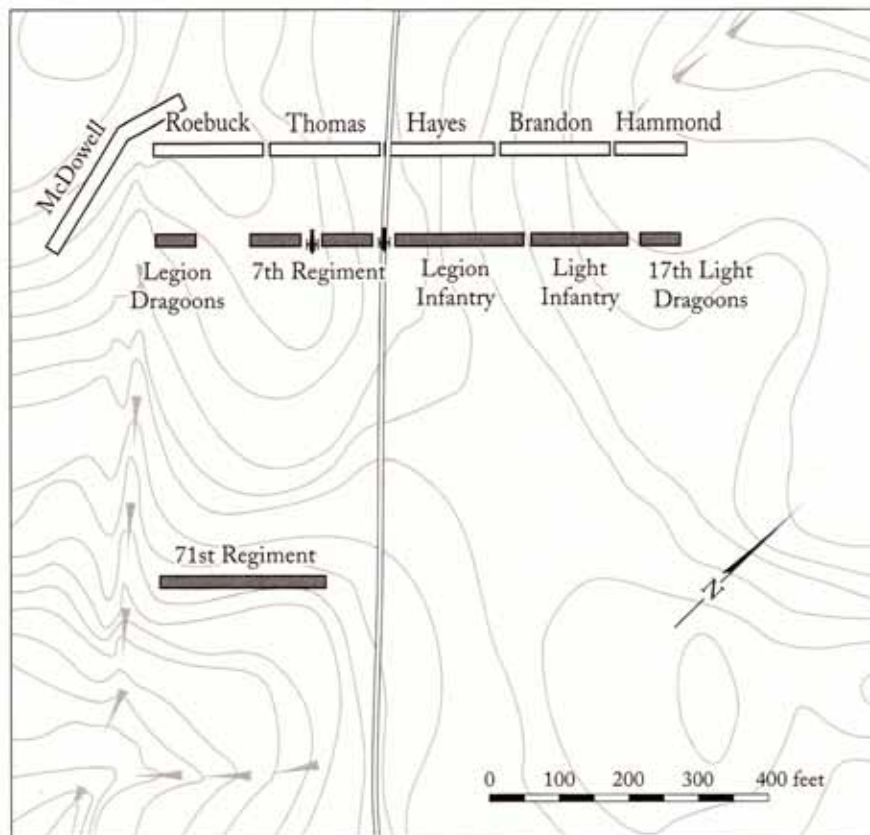 McDowell
Roebuck Thomas Hayes Brandon Hammond
Legion Dragoons
7th Regiment
Legion Infantry
Light Infantry
17th Light Dragoons
71st Regiment
N
0 100 200 300 400 feet